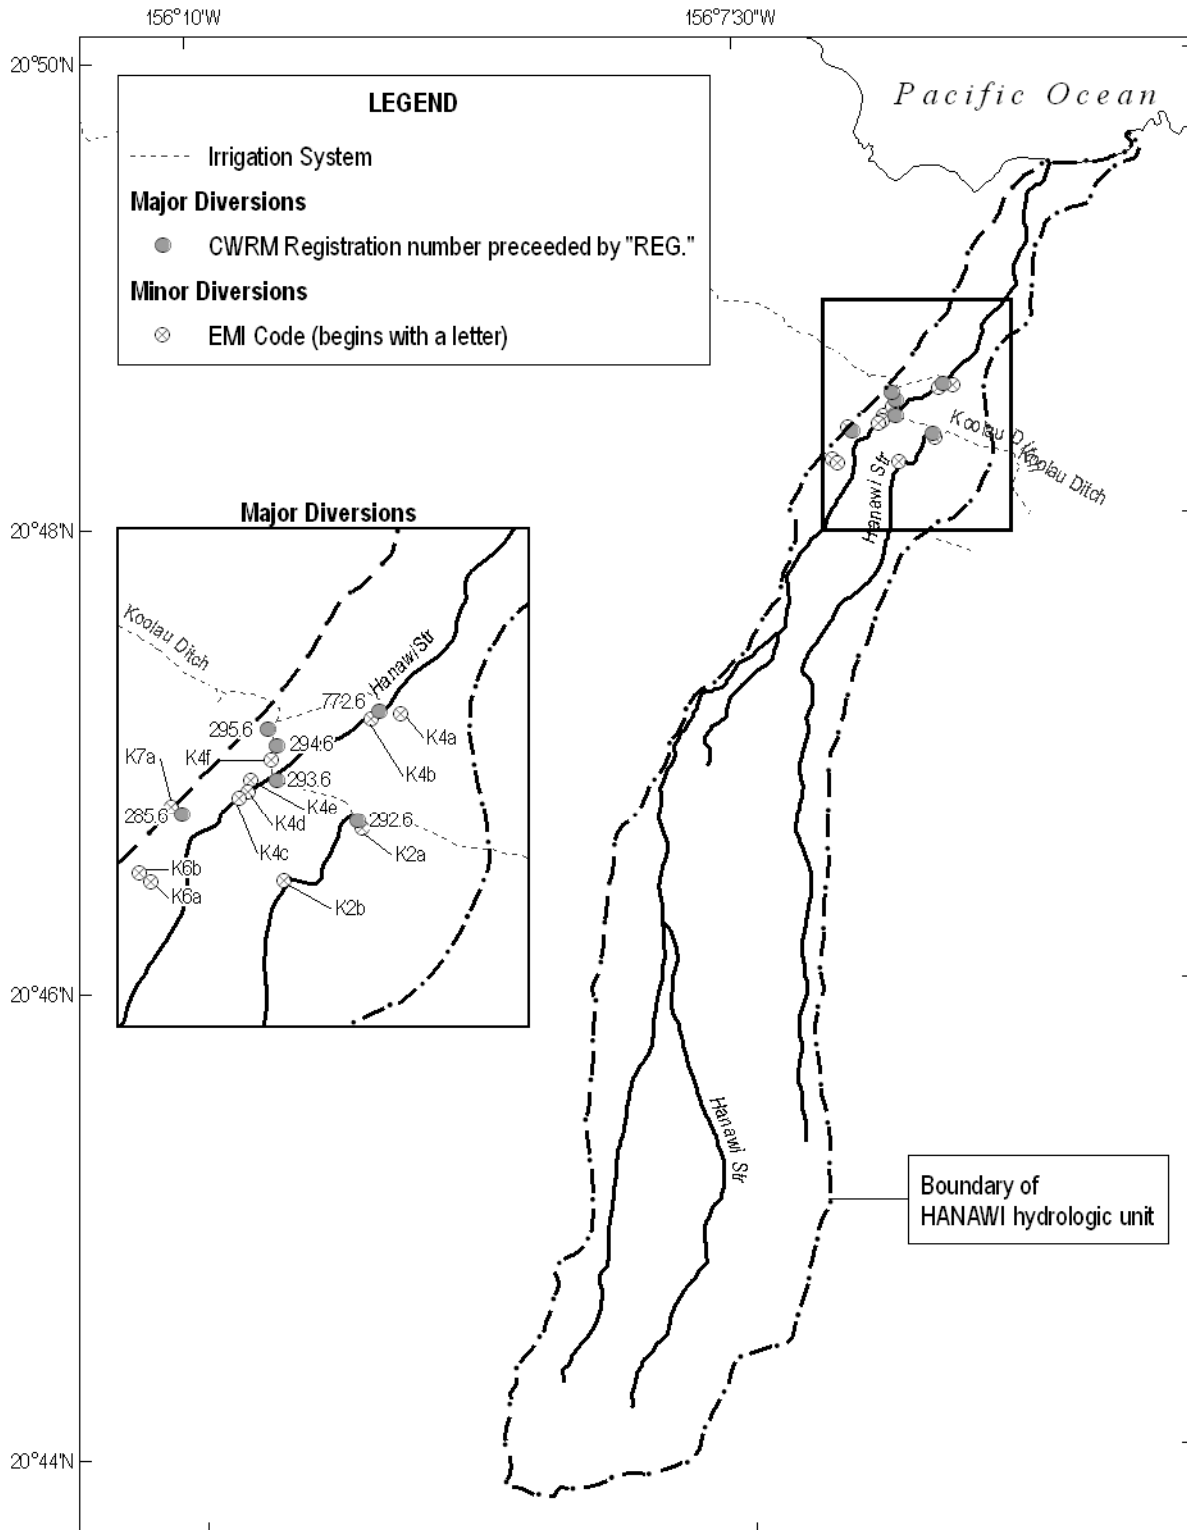 156°10'W
156°7'30"W
20°50'N
Pacific Ocean
LEGEND
Irrigation System
Major Diversions
CWRM Registration number preceeded by "REG."
Minor Diversions
EMI Code (begins with a letter)
Koolau Ditch
Koolau Ditch
Hanawi Str
20°48'N
Major Diversions
Koolau Ditch
Hanawi Str
772.6
295.6
294.6
K4a
K7a
K4f
K4b
293.6
285.6
K4e
K4d
292.6
K4c
K2a
K6b
K6a
K2b
20°46'N
Hanawi Str
Boundary of
HANAWI hydrologic unit
20°44'N